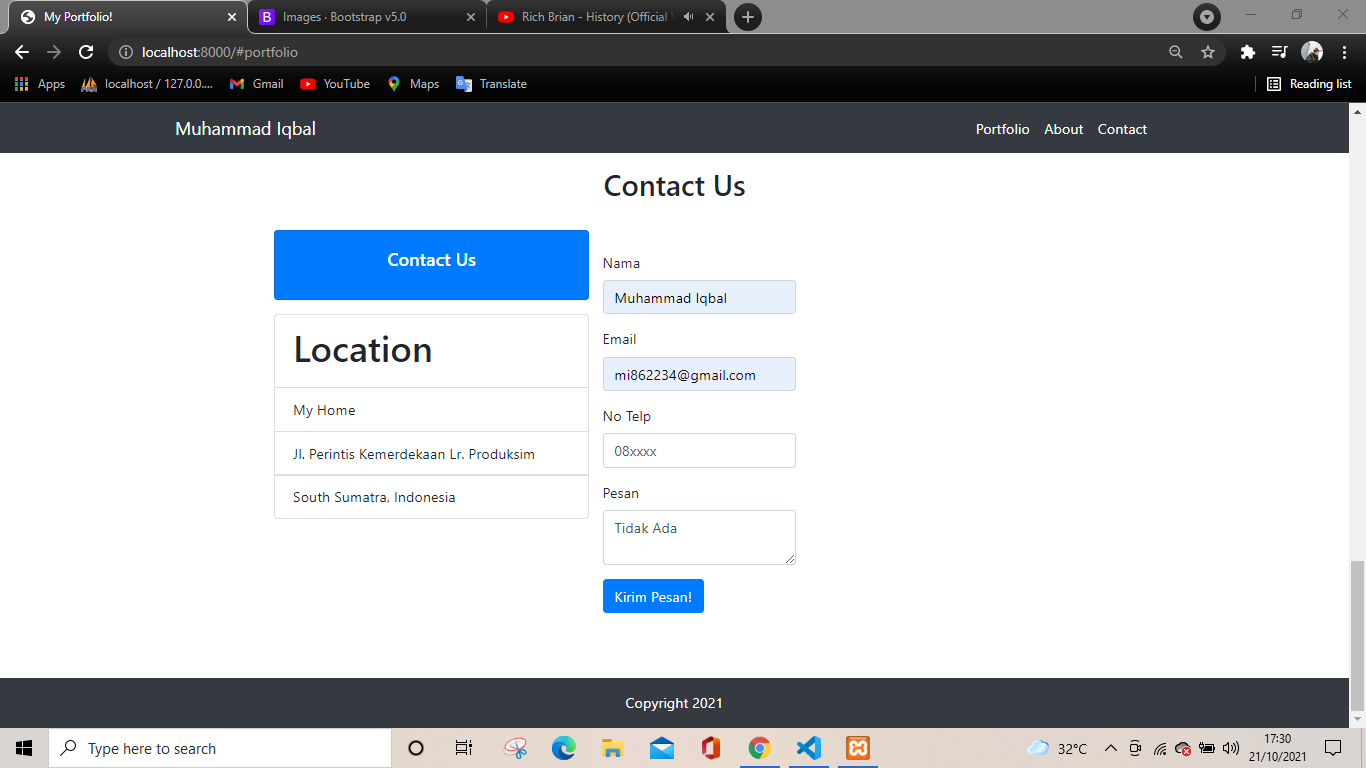 My Portfolio!
Images · Bootstrap v5.0
Rich Brian - History (Official
localhost:8000/#portfolio
Apps
localhost / 127.0.0....
Gmail
YouTube
Maps
Translate
Reading list
Muhammad Iqbal
Portfolio
About
Contact
Contact Us
Contact Us
Location
My Home
Jl. Perintis Kemerdekaan Lr. Produksim
South Sumatra, Indonesia
Nama
Muhammad Iqbal
Email
mi862234@gmail.com
No Telp
08xxxx
Pesan
Tidak Ada
Kirim Pesan!
Copyright 2021
Type here to search
32°C
17:30
21/10/2021